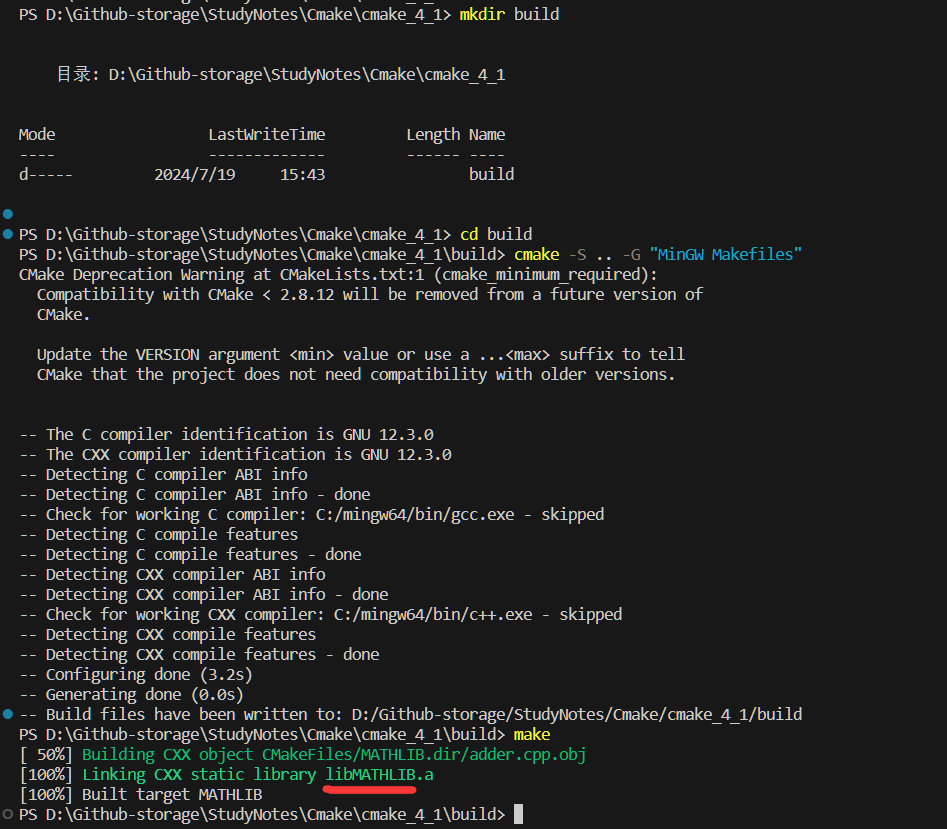 PS D:\Github-storage\StudyNotes\Cmake\cmake_4_1> mkdir build
目录: D:\Github-storage\StudyNotes\Cmake\cmake_4_1
Mode                 LastWriteTime         Length Name
----                 -------------         ------ ----
d-----         2024/7/19     15:43                build
PS D:\Github-storage\StudyNotes\Cmake\cmake_4_1> cd build
PS D:\Github-storage\StudyNotes\Cmake\cmake_4_1\build> cmake -S .. -G "MinGW Makefiles"
CMake Deprecation Warning at CMakeLists.txt:1 (cmake_minimum_required):
  Compatibility with CMake < 2.8.12 will be removed from a future version of
  CMake.
  Update the VERSION argument <min> value or use a ...<max> suffix to tell
  CMake that the project does not need compatibility with older versions.
-- The C compiler identification is GNU 12.3.0
-- The CXX compiler identification is GNU 12.3.0
-- Detecting C compiler ABI info
-- Detecting C compiler ABI info - done
-- Check for working C compiler: C:/mingw64/bin/gcc.exe - skipped
-- Detecting C compile features
-- Detecting C compile features - done
-- Detecting CXX compiler ABI info
-- Detecting CXX compiler ABI info - done
-- Check for working CXX compiler: C:/mingw64/bin/c++.exe - skipped
-- Detecting CXX compile features
-- Detecting CXX compile features - done
-- Configuring done (3.2s)
-- Generating done (0.0s)
-- Build files have been written to: D:/Github-storage/StudyNotes/Cmake/cmake_4_1/build
PS D:\Github-storage\StudyNotes\Cmake\cmake_4_1\build> make
[ 50%] Building CXX object CMakeFiles/MATHLIB.dir/adder.cpp.obj
[100%] Linking CXX static library libMATHLIB.a
[100%] Built target MATHLIB
PS D:\Github-storage\StudyNotes\Cmake\cmake_4_1\build>